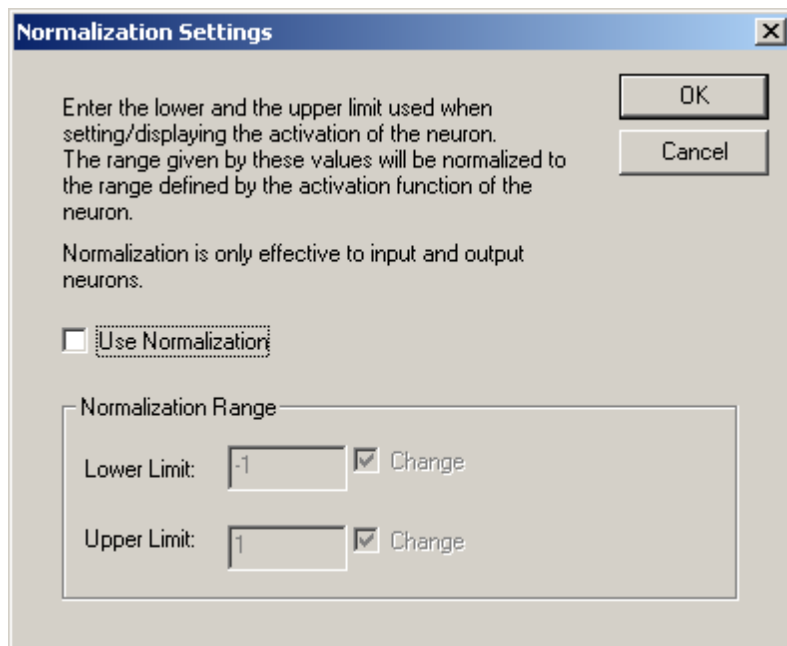 Normalization Settings
OK
Enter the lower and the upper limit used when
setting/displaying the activation of the neuron.
Cancel
The range given by these values will be normalized to
the range defined by the activation function of the
neuron.
Normalization is only effective to input and output
neurons.
Use Normalization
Normalization Range
Lower Limit: -1 Change
Upper Limit: 1 Change